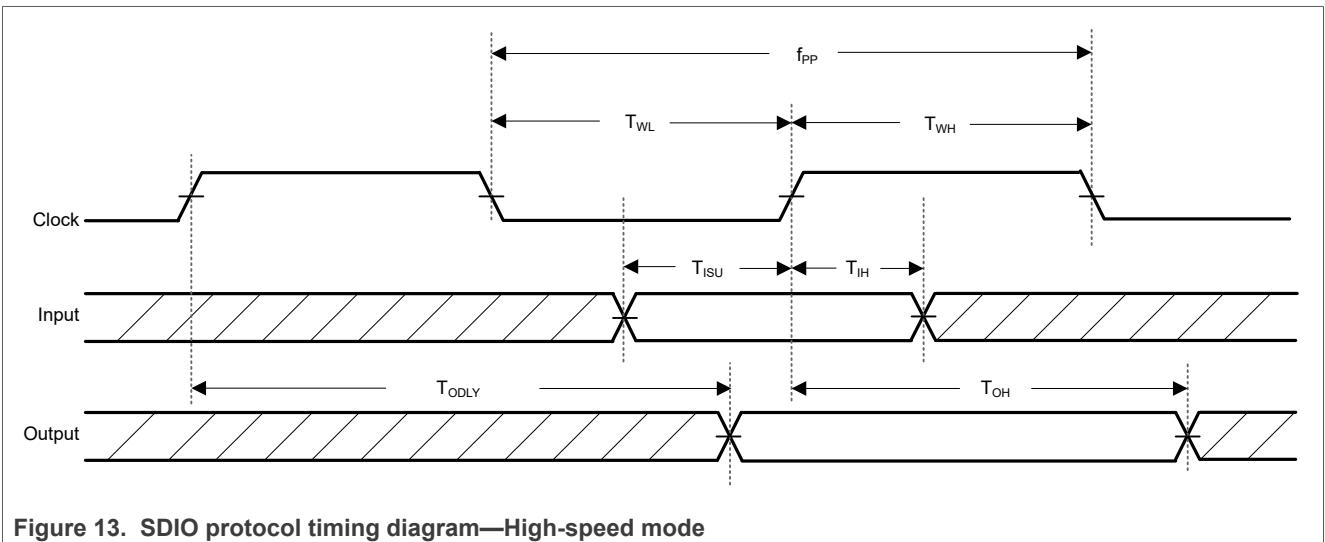 fPP
TWL
TWH
Clock
TISU
TIH
Input
TODLY
TOH
Output
Figure 13. SDIO protocol timing diagram—High-speed mode